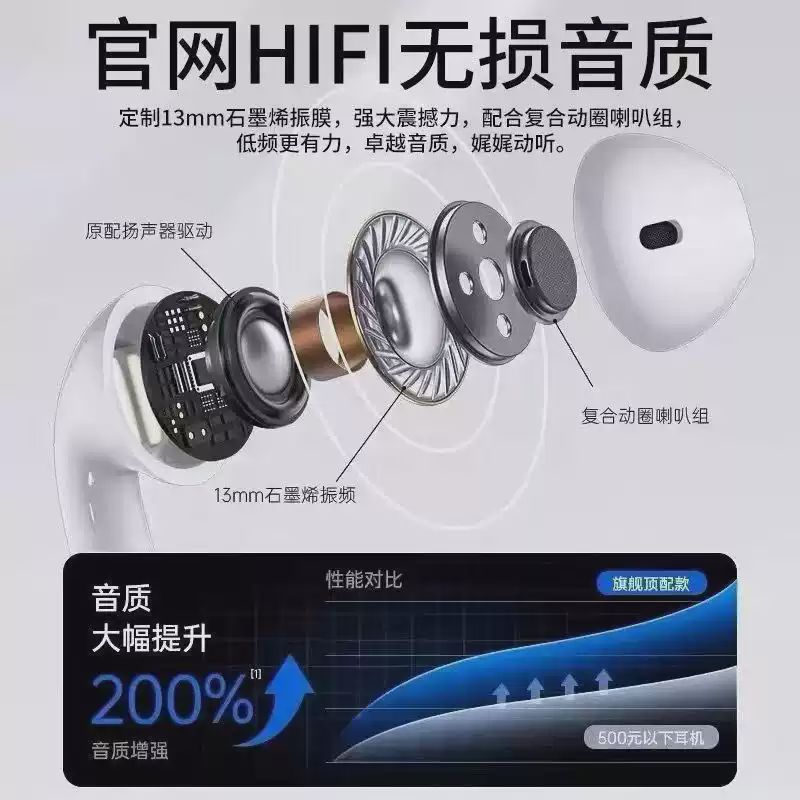 官网HIFI无损音质
定制13mm石墨烯振膜，强大震撼力，配合复合动圈喇叭组，
低频更有力，卓越音质，娓娓动听。
原配扬声器驱动
复合动圈喇叭组
13mm石墨烯振频
音质
大幅提升
200%[1]
音质增强
性能对比
旗舰顶配款
500元以下耳机